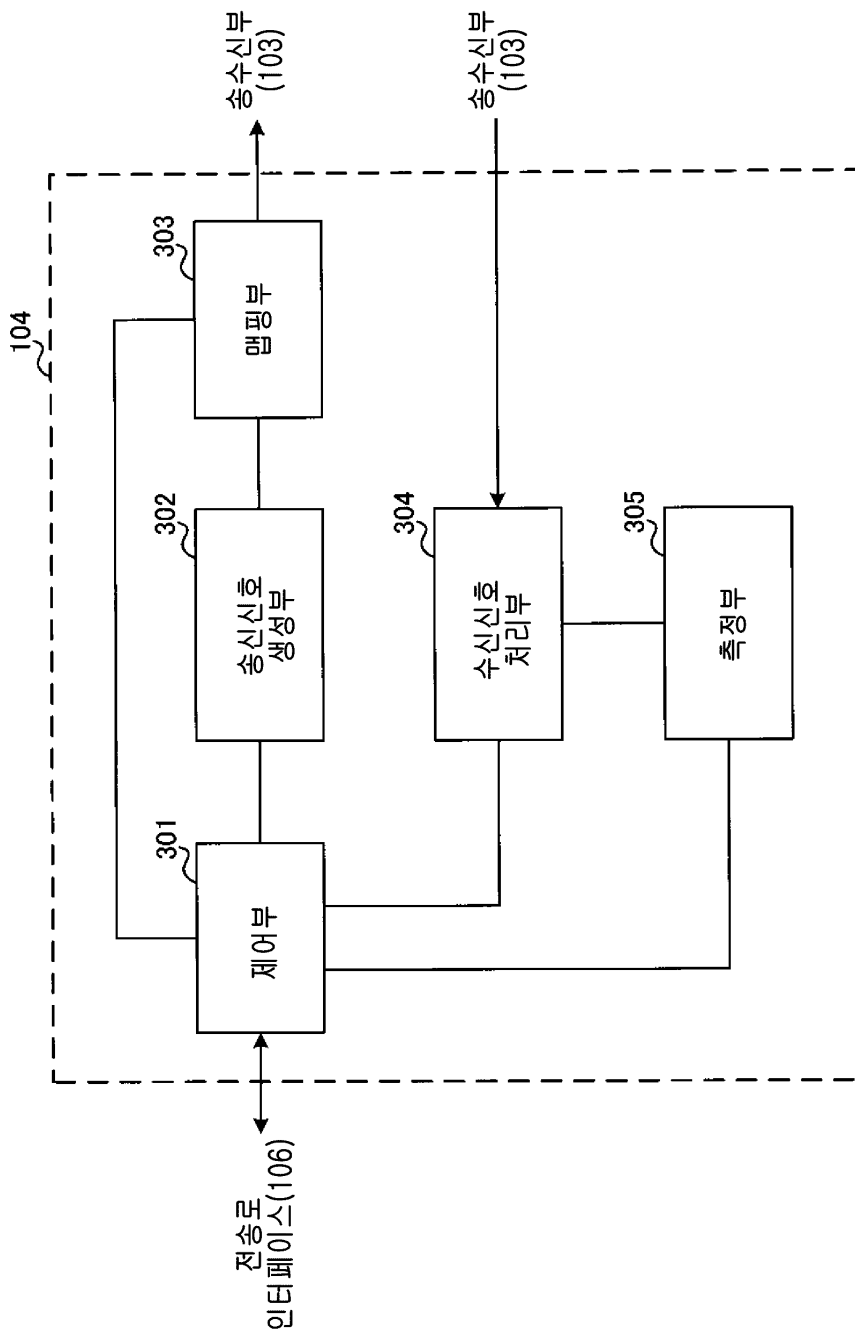 104
전송로
인터페이스(106)
301
제어부
302
송신신호
생성부
303
맵핑부
송수신부
(103)
304
수신신호
처리부
송수신부
(103)
305
측정부